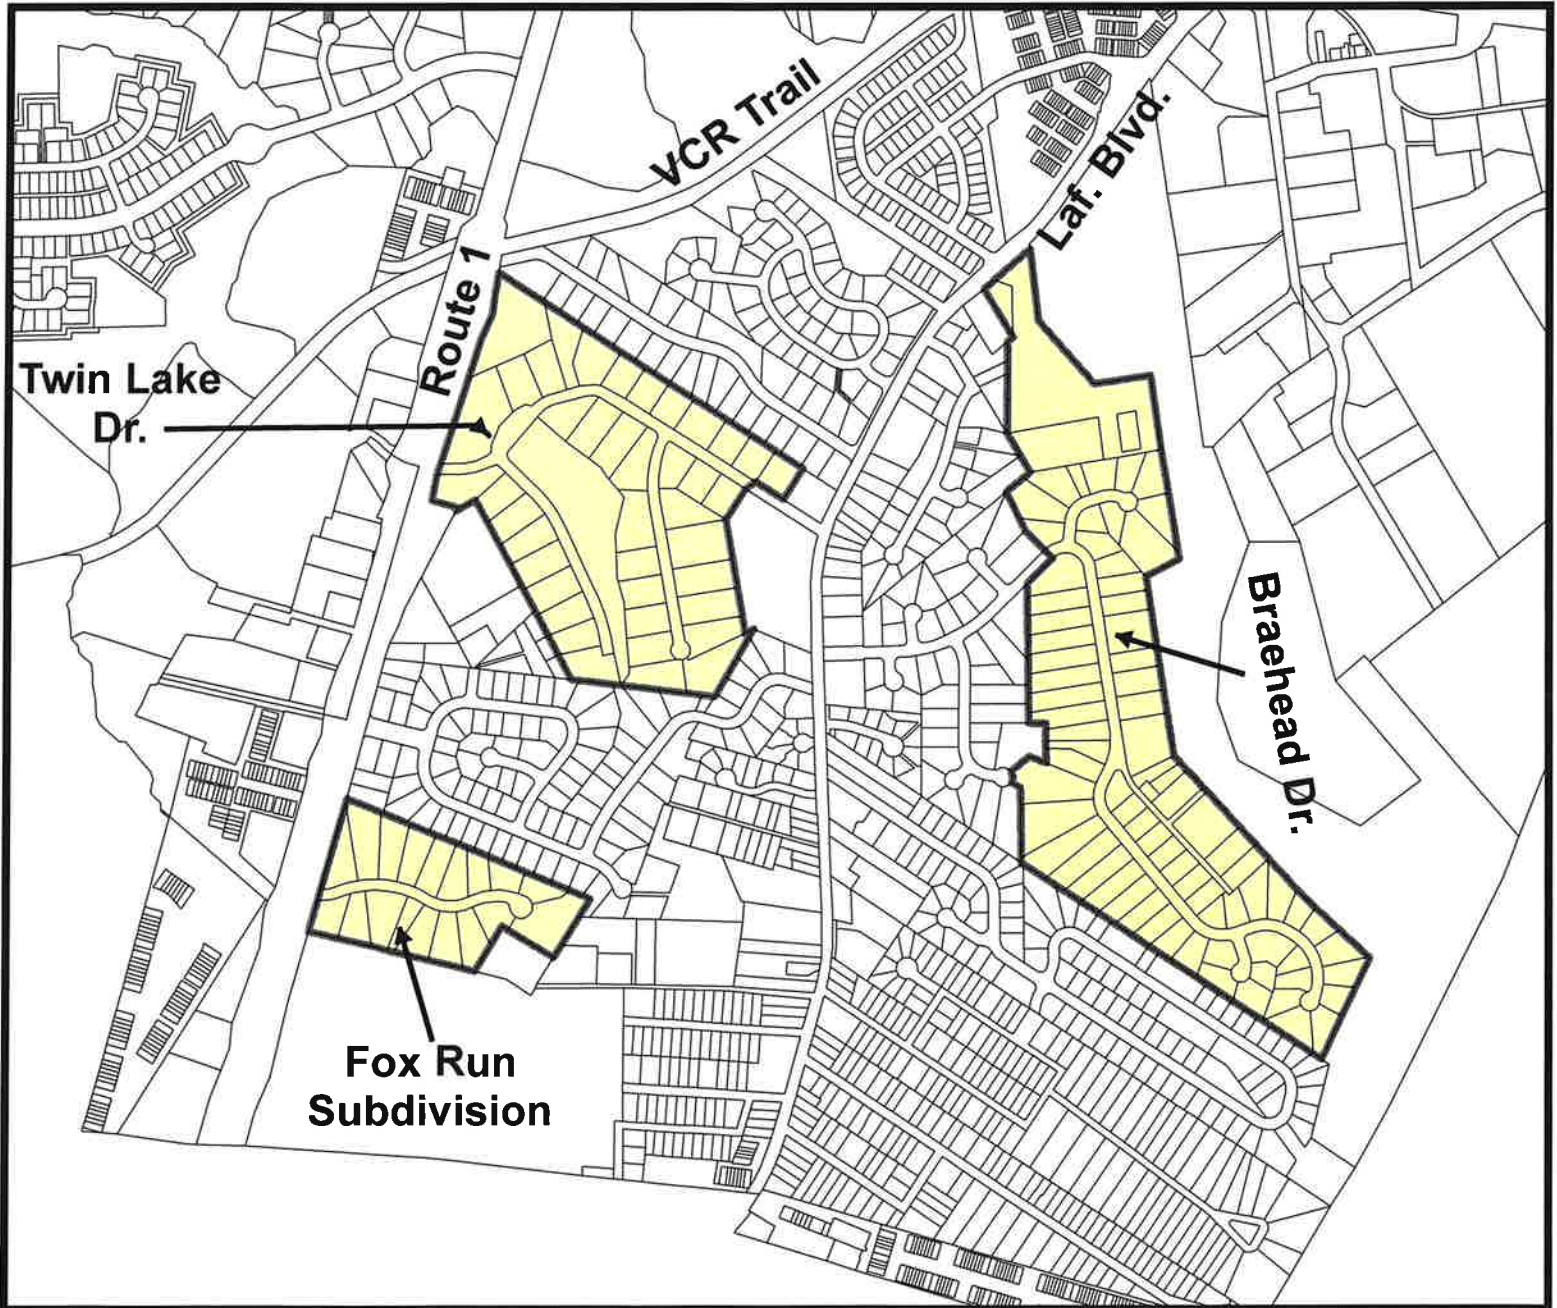 VCR Trail
Laf. Blvd.
Route 1
Twin Lake
Dr.
Braehead Dr.
Fox Run
Subdivision